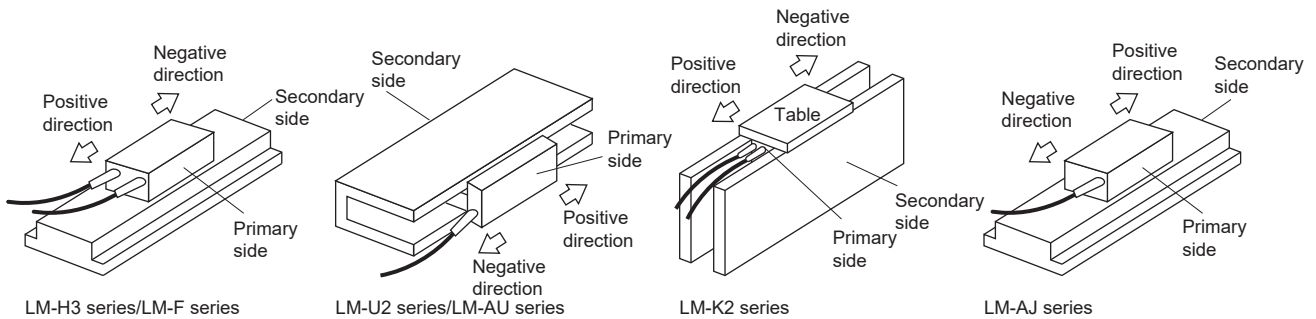 Negative
direction
Positive
direction
Secondary
side
Primary
side
LM-H3 series/LM-F series
Secondary
side
Primary
side
Positive
direction
Negative
direction
LM-U2 series/LM-AU series
Negative
direction
Positive
direction
Table
Secondary
side
Primary
side
LM-K2 series
Positive
direction
Secondary
side
Negative
direction
Primary
side
LM-AJ series